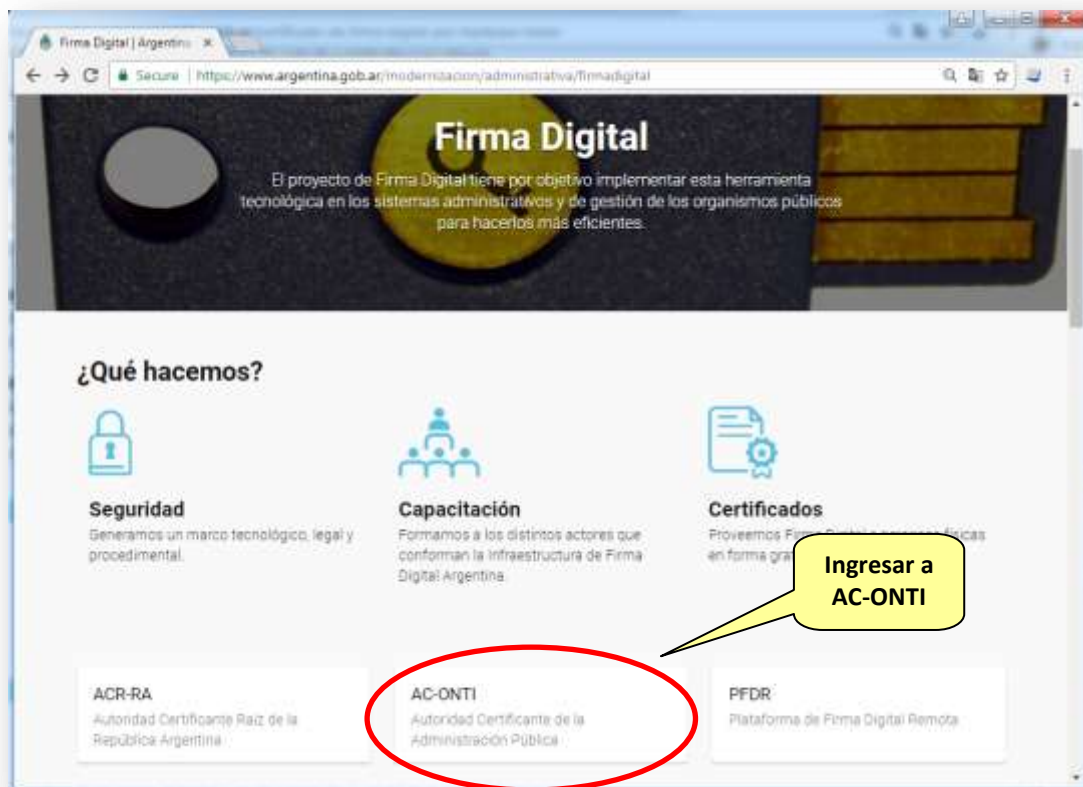 Firma Digital | Argentina
Secure | https://www.argentina.gob.ar/modernizacion/administrativa/firmadigital
Firma Digital
El proyecto de Firma Digital tiene por objetivo implementar esta herramienta
tecnológica en los sistemas administrativos y de gestión de los organismos públicos
para hacerlos más eficientes.
¿Qué hacemos?
Seguridad
Generamos un marco tecnológico, legal y
procedimental.
Capacitación
Formamos a los distintos actores que
conforman la Infraestructura de Firma
Digital Argentina.
Certificados
Proveemos Firma físicas
en forma
Ingresar a
AC-ONTI
ACR-RA
Autoridad Certificante Raíz de la
República Argentina
AC-ONTI
Autoridad Certificante de la
Administración Pública
PFDR
Plataforma de Firma Digital Remota